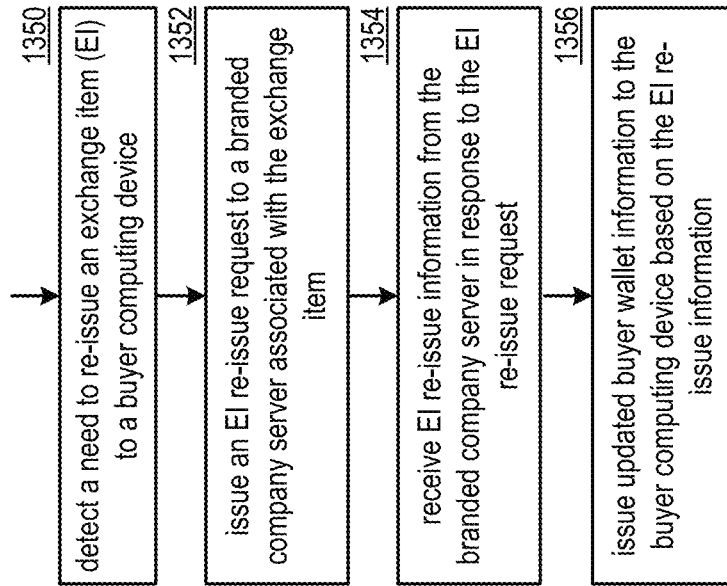 1350
detect a need to re-issue an exchange item (EI)
to a buyer computing device
1352
issue an EI re-issue request to a branded
company server associated with the exchange
item
1354
receive EI re-issue information from the
branded company server in response to the EI
re-issue request
1356
issue updated buyer wallet information to the
buyer computing device based on the EI re-
issue information